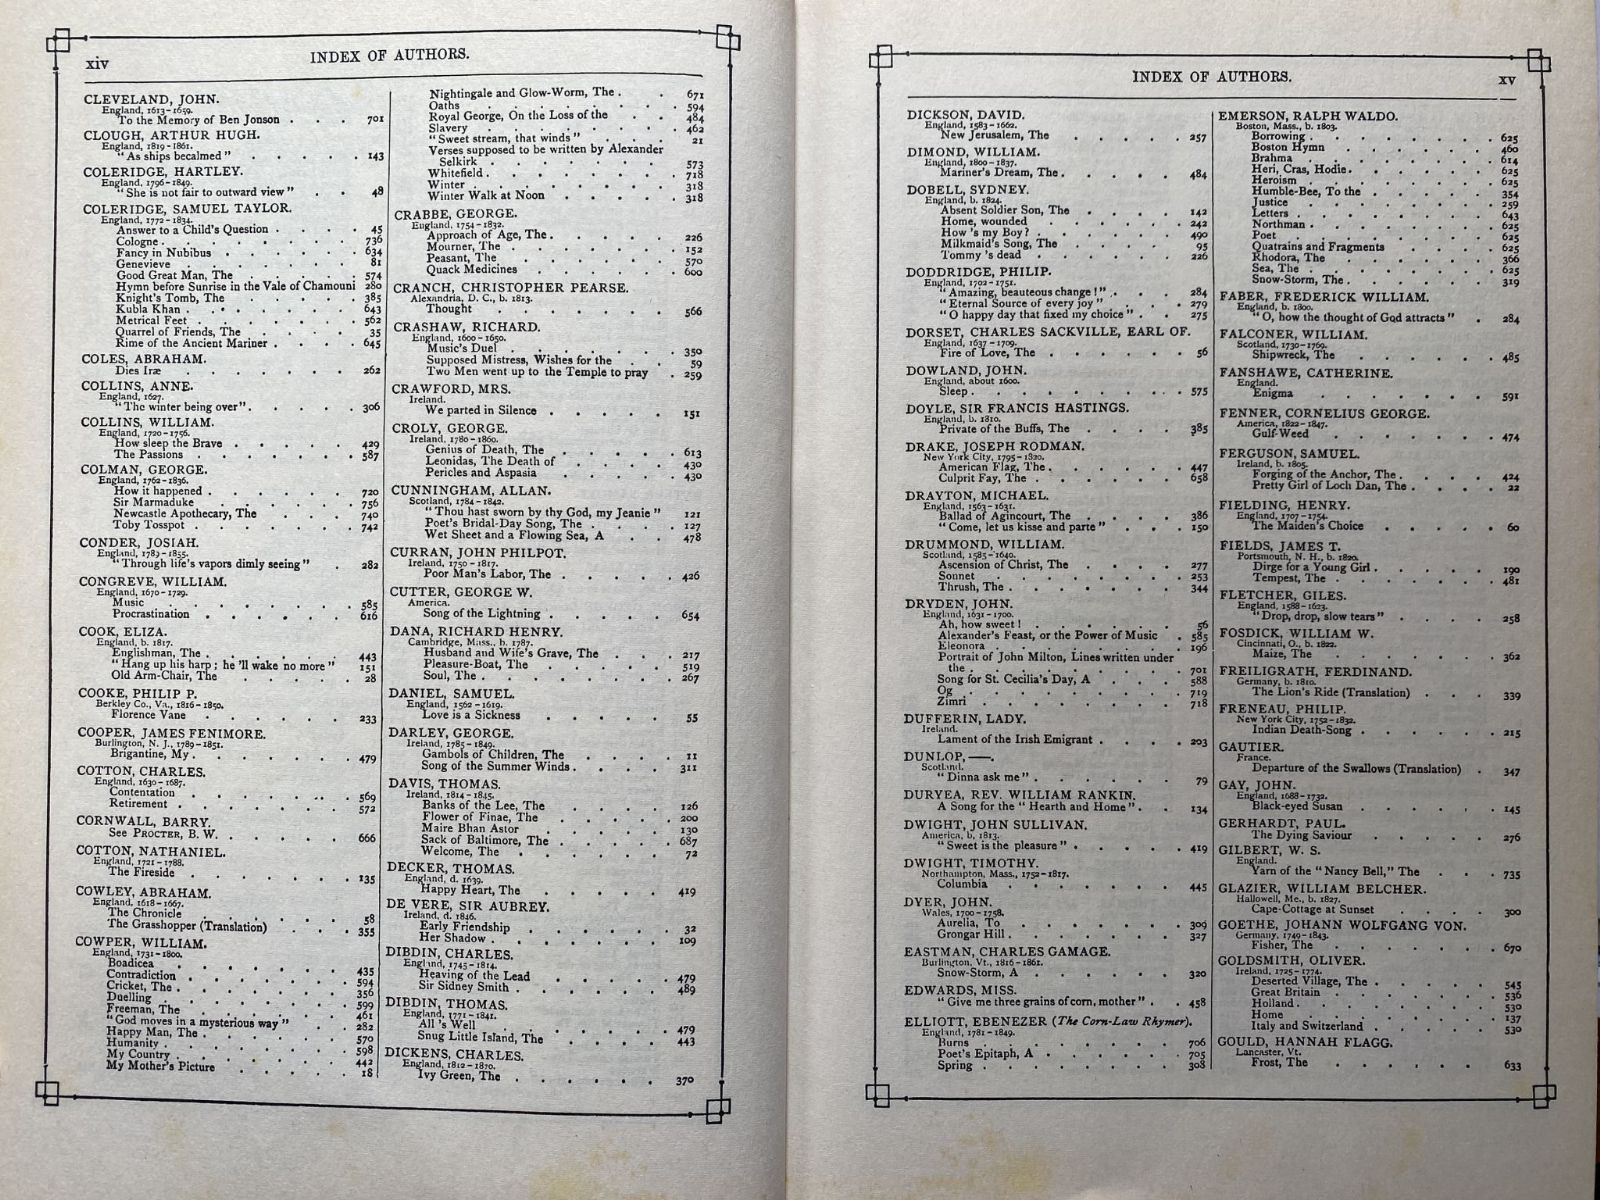 xiv
INDEX OF AUTHORS.
CLEVELAND, JOHN.
England, 1613-1659.
To the Memory of Ben Jonson . . . 701
CLOUGH, ARTHUR HUGH.
England, 1819-1861.
"As ships becalmed" . . . . . 143
COLERIDGE, HARTLEY.
England, 1796-1849.
"She is not fair to outward view" . . 48
COLERIDGE, SAMUEL TAYLOR.
England, 1772-1834.
Answer to a Child's Question . . . . 45
Cologne . . . . . . . . 736
Fancy in Nubibus . . . . . . 634
Genevieve . . . . . . . 81
Good Great Man, The . . . . . 574
Hymn before Sunrise in the Vale of Chamouni 280
Knight's Tomb, The . . . . . 385
Kubla Khan . . . . . . . 643
Metrical Feet . . . . . . 562
Quarrel of Friends, The . . . . . 35
Rime of the Ancient Mariner . . . . 645
COLES, ABRAHAM.
Dies Iræ . . . . . . . 262
COLLINS, ANNE.
England, 1627.
"The winter being over" . . . . . 306
COLLINS, WILLIAM.
England, 1720-1756.
How sleep the Brave . . . . . 429
The Passions . . . . . . 587
COLMAN, GEORGE.
England, 1762-1836.
How it happened . . . . . . 720
Sir Marmaduke . . . . . . 756
Newcastle Apothecary, The . . . . 740
Toby Tosspot . . . . . . 742
CONDER, JOSIAH.
England, 1789-1855.
"Through life's vapors dimly seeing" . 282
CONGREVE, WILLIAM.
England, 1670-1729.
Music . . . . . . . 585
Procrastination . . . . . . 616
COOK, ELIZA.
England, b. 1817.
Englishman, The . . . . . . 443
"Hang up his harp; he 'll wake no more" 151
Old Arm-Chair, The . . . . . 28
COOKE, PHILIP P.
Berkley Co., Va., 1816-1850.
Florence Vane . . . . . . 233
COOPER, JAMES FENIMORE.
Burlington, N. J., 1789-1851.
Brigantine, My . . . . . . 479
COTTON, CHARLES.
England, 1630-1687.
Contentation . . . . . . 569
Retirement . . . . . . . 572
CORNWALL, BARRY.
See PROCTER, B. W. . . . . . 666
COTTON, NATHANIEL.
England, 1721-1788.
The Fireside . . . . . . 135
COWLEY, ABRAHAM.
England, 1618-1667.
The Chronicle . . . . . . 58
The Grasshopper (Translation) . . . 355
COWPER, WILLIAM.
England, 1731-1800.
Boadicea . . . . . . . 435
Contradiction . . . . . . 594
Cricket, The . . . . . . . 356
Duelling . . . . . . . 599
Freeman, The . . . . . . 461
"God moves in a mysterious way" . . 282
Happy Man, The . . . . . . 570
Humanity . . . . . . . 598
My Country . . . . . . . 442
My Mother's Picture . . . . . 18
Nightingale and Glow-Worm, The . . 671
Oaths . . . . . . . 594
Royal George, On the Loss of the . . 484
Slavery . . . . . . . 462
"Sweet stream, that winds" . . . . 21
Verses supposed to be written by Alexander
Selkirk . . . . . . . 573
Whitefield . . . . . . . 718
Winter . . . . . . . 318
Winter Walk at Noon . . . . . 318
CRABBE, GEORGE.
England, 1754-1832.
Approach of Age, The . . . . . 226
Mourner, The . . . . . . 152
Peasant, The . . . . . . 570
Quack Medicines . . . . . . 600
CRANCH, CHRISTOPHER PEARSE.
Alexandria, D. C., b. 1813.
Thought . . . . . . . 566
CRASHAW, RICHARD.
England, 1600-1650.
Music's Duel . . . . . . 350
Supposed Mistress, Wishes for the . . 59
Two Men went up to the Temple to pray . 259
CRAWFORD, MRS.
Ireland.
We parted in Silence . . . . . 151
CROLY, GEORGE.
Ireland, 1780-1860.
Genius of Death, The . . . . . 613
Leonidas, The Death of . . . . . 430
Pericles and Aspasia . . . . . 430
CUNNINGHAM, ALLAN.
Scotland, 1784-1842.
"Thou hast sworn by thy God, my Jeanie" 121
Poet's Bridal-Day Song, The . . . . 127
Wet Sheet and a Flowing Sea, A . . . 478
CURRAN, JOHN PHILPOT.
Ireland, 1750-1817.
Poor Man's Labor, The . . . . . 426
CUTTER, GEORGE W.
America.
Song of the Lightning . . . . . 654
DANA, RICHARD HENRY.
Cambridge, Mass., b. 1787.
Husband and Wife's Grave, The . . . 217
Pleasure-Boat, The . . . . . 519
Soul, The . . . . . . . 267
DANIEL, SAMUEL.
England, 1562-1619.
Love is a Sickness . . . . . 55
DARLEY, GEORGE.
Ireland, 1785-1849.
Gambols of Children, The . . . . 11
Song of the Summer Winds . . . . 311
DAVIS, THOMAS.
Ireland, 1814-1845.
Banks of the Lee, The . . . . . 126
Flower of Finae, The . . . . . 200
Maire Bhan Astor . . . . . . 130
Sack of Baltimore, The . . . . . 687
Welcome, The . . . . . . 72
DECKER, THOMAS.
England, d. 1639.
Happy Heart, The . . . . . 419
DE VERE, SIR AUBREY.
Ireland, d. 1846.
Early Friendship . . . . . . 32
Her Shadow . . . . . . . 109
DIBDIN, CHARLES.
England, 1745-1814.
Heaving of the Lead . . . . . 479
Sir Sidney Smith . . . . . . 489
DIBDIN, THOMAS.
England, 1771-1841.
All 's Well . . . . . . . 479
Snug Little Island, The . . . . . 443
DICKENS, CHARLES.
England, 1812-1870.
Ivy Green, The . . . . . . 370
INDEX OF AUTHORS.
xv
DICKSON, DAVID.
England, 1583-1662.
New Jerusalem, The . . . . . 257
DIMOND, WILLIAM.
England, 1800-1837.
Mariner's Dream, The . . . . . 484
DOBELL, SYDNEY.
England, b. 1824.
Absent Soldier Son, The . . . . 142
Home, wounded . . . . . . 242
How 's my Boy? . . . . . . 490
Milkmaid's Song, The . . . . . 95
Tommy 's dead . . . . . . 226
DODDRIDGE, PHILIP.
England, 1702-1751.
"Amazing, beauteous change!" . . . 284
"Eternal Source of every joy" . . . 279
"O happy day that fixed my choice" . . 275
DORSET, CHARLES SACKVILLE, EARL OF.
England, 1637-1709.
Fire of Love, The . . . . . . 56
DOWLAND, JOHN.
England, about 1600.
Sleep . . . . . . . . 575
DOYLE, SIR FRANCIS HASTINGS.
England, b. 1810.
Private of the Buffs, The . . . . 385
DRAKE, JOSEPH RODMAN.
New York City, 1795-1820.
American Flag, The . . . . . 447
Culprit Fay, The . . . . . . 658
DRAYTON, MICHAEL.
England, 1563-1631.
Ballad of Agincourt, The . . . . 386
"Come, let us kisse and parte" . . . 150
DRUMMOND, WILLIAM.
Scotland, 1585-1640.
Ascension of Christ, The . . . . 277
Sonnet . . . . . . . 253
Thrush, The . . . . . . . 344
DRYDEN, JOHN.
England, 1631-1700.
Ah, how sweet! . . . . . . 56
Alexander's Feast, or the Power of Music . 585
Eleonora . . . . . . . 196
Portrait of John Milton, Lines written under
the . . . . . . . . 701
Song for St. Cecilia's Day, A . . . . 588
Og . . . . . . . . 719
Zimri . . . . . . . 718
DUFFERIN, LADY.
Ireland.
Lament of the Irish Emigrant . . . . 203
DUNLOP, ——.
Scotland.
"Dinna ask me" . . . . . . 79
DURYEA, REV. WILLIAM RANKIN.
A Song for the "Hearth and Home" . . 134
DWIGHT, JOHN SULLIVAN.
America, b. 1813.
"Sweet is the pleasure" . . . . . 419
DWIGHT, TIMOTHY.
Northampton, Mass., 1752-1817.
Columbia . . . . . . . 445
DYER, JOHN.
Wales, 1700-1758.
Aurelia, To . . . . . . . 309
Grongar Hill . . . . . . . 327
EASTMAN, CHARLES GAMAGE.
Burlington, Vt., 1816-1861.
Snow-Storm, A . . . . . . 320
EDWARDS, MISS.
"Give me three grains of corn, mother" . . 458
ELLIOTT, EBENEZER (The Corn-Law Rhymer).
England, 1781-1849.
Burns . . . . . . . 706
Poet's Epitaph, A . . . . . . 705
Spring . . . . . . . . 308
EMERSON, RALPH WALDO.
Boston, Mass., b. 1803.
Borrowing . . . . . . . 625
Boston Hymn . . . . . . 460
Brahma . . . . . . . 614
Heri, Cras, Hodie . . . . . . 625
Heroism . . . . . . . 625
Humble-Bee, To the . . . . . 354
Justice . . . . . . . 259
Letters . . . . . . . 643
Northman . . . . . . . 625
Poet . . . . . . . . 625
Quatrains and Fragments . . . . 625
Rhodora, The . . . . . . 366
Sea, The . . . . . . . 625
Snow-Storm, The . . . . . . 319
FABER, FREDERICK WILLIAM.
England, b. 1800.
"O, how the thought of God attracts" . 284
FALCONER, WILLIAM.
Scotland, 1730-1769.
Shipwreck, The . . . . . . 485
FANSHAWE, CATHERINE.
England.
Enigma . . . . . . . 591
FENNER, CORNELIUS GEORGE.
America, 1822-1847.
Gulf-Weed . . . . . . . 474
FERGUSON, SAMUEL.
Ireland, b. 1805.
Forging of the Anchor, The . . . . 424
Pretty Girl of Loch Dan, The . . . . 22
FIELDING, HENRY.
England, 1707-1754.
The Maiden's Choice . . . . . 60
FIELDS, JAMES T.
Portsmouth, N. H., b. 1820.
Dirge for a Young Girl . . . . . 190
Tempest, The . . . . . . 481
FLETCHER, GILES.
England, 1588-1623.
"Drop, drop, slow tears" . . . . 258
FOSDICK, WILLIAM W.
Cincinnati, O., b. 1822.
Maize, The . . . . . . . 362
FREILIGRATH, FERDINAND.
Germany, b. 1810.
The Lion's Ride (Translation) . . . 339
FRENEAU, PHILIP.
New York City, 1752-1832.
Indian Death-Song . . . . . 215
GAUTIER.
France.
Departure of the Swallows (Translation) . 347
GAY, JOHN.
England, 1688-1732.
Black-eyed Susan . . . . . . 145
GERHARDT, PAUL.
The Dying Saviour . . . . . 276
GILBERT, W. S.
England.
Yarn of the "Nancy Bell," The . . . 735
GLAZIER, WILLIAM BELCHER.
Hallowell, Me., b. 1827.
Cape-Cottage at Sunset . . . . 300
GOETHE, JOHANN WOLFGANG VON.
Germany, 1749-1843.
Fisher, The . . . . . . . 670
GOLDSMITH, OLIVER.
Ireland, 1725-1774.
Deserted Village, The . . . . . 545
Great Britain . . . . . . 536
Holland . . . . . . . 530
Home . . . . . . . 137
Italy and Switzerland . . . . . 530
GOULD, HANNAH FLAGG.
Lancaster, Vt.
Frost, The . . . . . . . 633